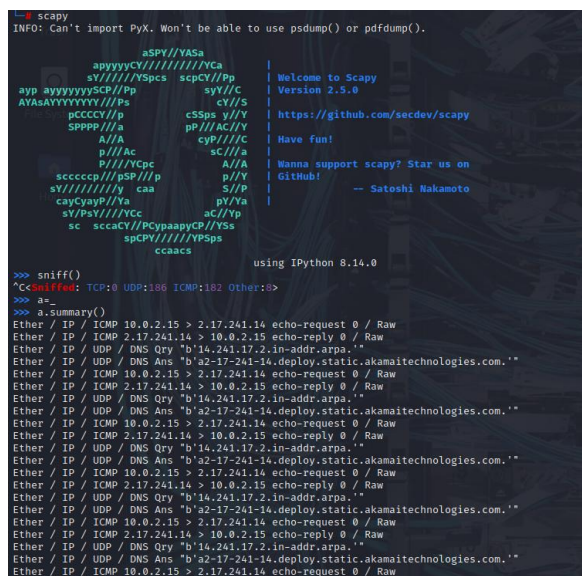 └─# scapy
INFO: Can't import PyX. Won't be able to use psdump() or pdfdump().
aSPY//YASa
apyyyyCY//////////YCa |
sY//////YSpcs scpCY//Pp | Welcome to Scapy
ayp ayyyyyyySCP//Pp syY//C | Version 2.5.0
AYAsAYYYYYYYY///Ps cY//S |
pCCCCY//p cSSps y//Y | https://github.com/secdev/scapy
SPPPP///a pP///AC//Y |
A//A cyP////C | Have fun!
p///Ac sC///a |
P////YCpc A//A | Wanna support scapy? Star us on
scccccp///pSP///p p//Y | GitHub!
sY/////////y caa S//P | -- Satoshi Nakamoto
cayCyayP//Ya pY/Ya |
sY/PsY////YCc aC//Yp
sc sccaCY//PCypaapyCP//YSs
spCPY//////YPSps
ccaacs
using IPython 8.14.0
>>> sniff()
^C<Sniffed: TCP:0 UDP:186 ICMP:182 Other:8>
>>> a=_
>>> a.summary()
Ether / IP / ICMP 10.0.2.15 > 2.17.241.14 echo-request 0 / Raw
Ether / IP / ICMP 2.17.241.14 > 10.0.2.15 echo-reply 0 / Raw
Ether / IP / UDP / DNS Qry "b'14.241.17.2.in-addr.arpa.'"
Ether / IP / UDP / DNS Ans "b'a2-17-241-14.deploy.static.akamaitechnologies.com.'"
Ether / IP / ICMP 10.0.2.15 > 2.17.241.14 echo-request 0 / Raw
Ether / IP / ICMP 2.17.241.14 > 10.0.2.15 echo-reply 0 / Raw
Ether / IP / UDP / DNS Qry "b'14.241.17.2.in-addr.arpa.'"
Ether / IP / UDP / DNS Ans "b'a2-17-241-14.deploy.static.akamaitechnologies.com.'"
Ether / IP / ICMP 10.0.2.15 > 2.17.241.14 echo-request 0 / Raw
Ether / IP / ICMP 2.17.241.14 > 10.0.2.15 echo-reply 0 / Raw
Ether / IP / UDP / DNS Qry "b'14.241.17.2.in-addr.arpa.'"
Ether / IP / UDP / DNS Ans "b'a2-17-241-14.deploy.static.akamaitechnologies.com.'"
Ether / IP / ICMP 10.0.2.15 > 2.17.241.14 echo-request 0 / Raw
Ether / IP / ICMP 2.17.241.14 > 10.0.2.15 echo-reply 0 / Raw
Ether / IP / UDP / DNS Qry "b'14.241.17.2.in-addr.arpa.'"
Ether / IP / UDP / DNS Ans "b'a2-17-241-14.deploy.static.akamaitechnologies.com.'"
Ether / IP / ICMP 10.0.2.15 > 2.17.241.14 echo-request 0 / Raw
Ether / IP / ICMP 2.17.241.14 > 10.0.2.15 echo-reply 0 / Raw
Ether / IP / UDP / DNS Qry "b'14.241.17.2.in-addr.arpa.'"
Ether / IP / UDP / DNS Ans "b'a2-17-241-14.deploy.static.akamaitechnologies.com.'"
Ether / IP / ICMP 10.0.2.15 > 2.17.241.14 echo-request 0 / Raw